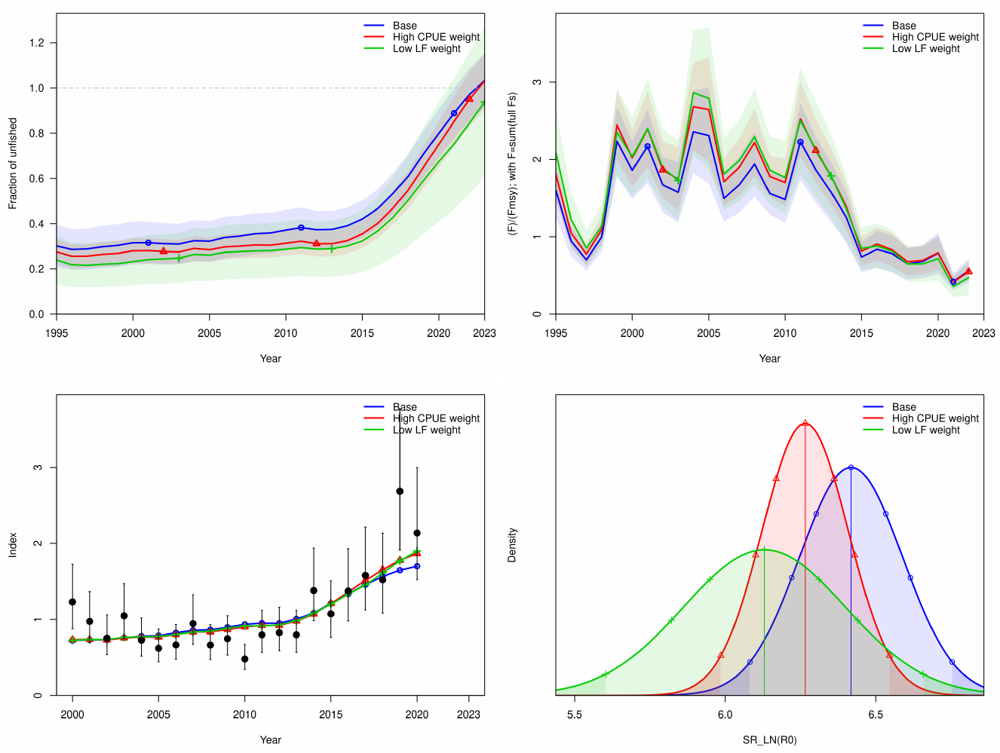 Base
High CPUE weight
Low LF weight
Fraction of unfished
1.2
1.0
0.8
0.6
0.4
0.2
0.0
1995 2000 2005 2010 2015 2020 2023
Year
Base
High CPUE weight
Low LF weight
(F)/(Fmsy); with F=sum(full Fs)
3
2
1
0
1995 2000 2005 2010 2015 2020 2023
Year
Base
High CPUE weight
Low LF weight
Index
3
2
1
0
2000 2005 2010 2015 2020 2023
Year
Base
High CPUE weight
Low LF weight
Density
5.5 6.0 6.5
SR_LN(R0)